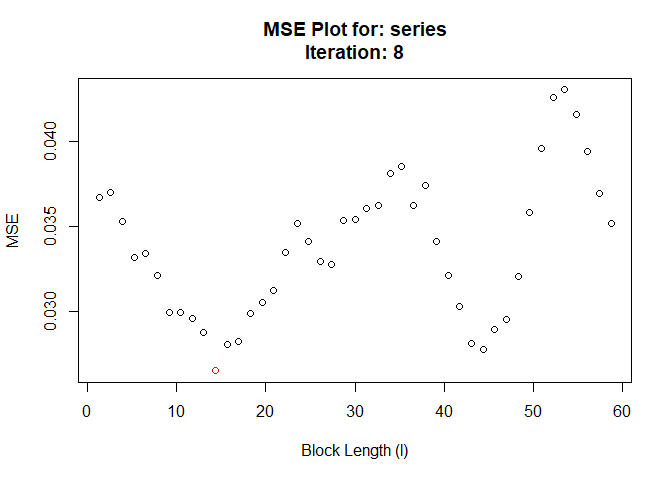 MSE Plot for: series
Iteration: 8
MSE
0.040
0.035
0.030
0 10 20 30 40 50 60
Block Length (l)